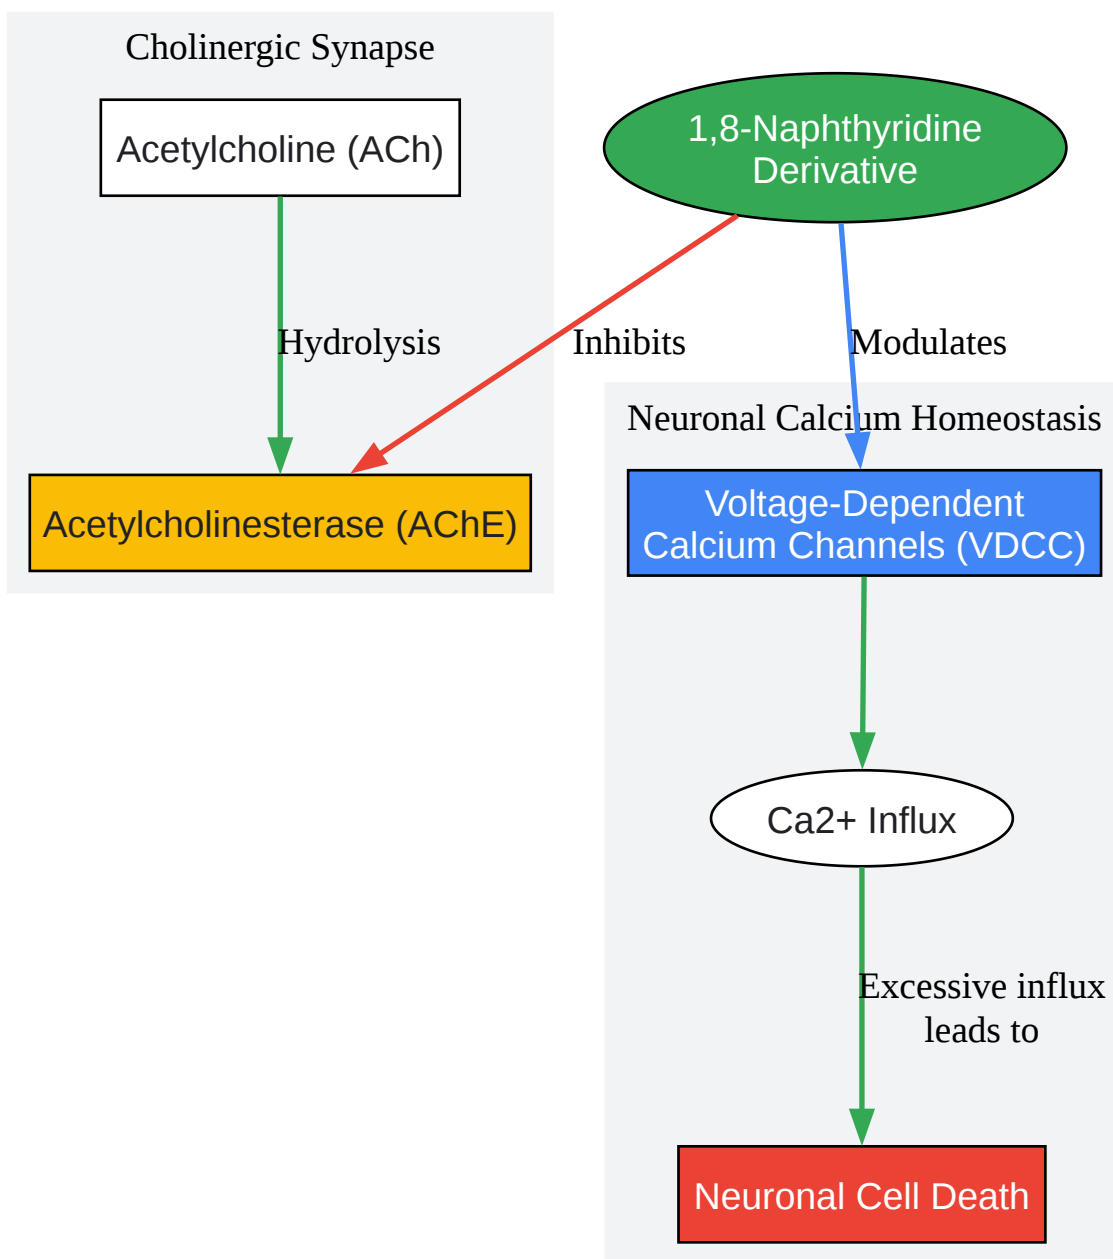 Cholinergic Synapse
Acetylcholine (ACh)
1,8-Naphthyridine
Derivative
Hydrolysis
Inhibits
Modulates
Neuronal Calcium Homeostasis
Acetylcholinesterase (AChE)
Voltage-Dependent
Calcium Channels (VDCC)
Ca2+ Influx
Excessive influx
leads to
Neuronal Cell Death